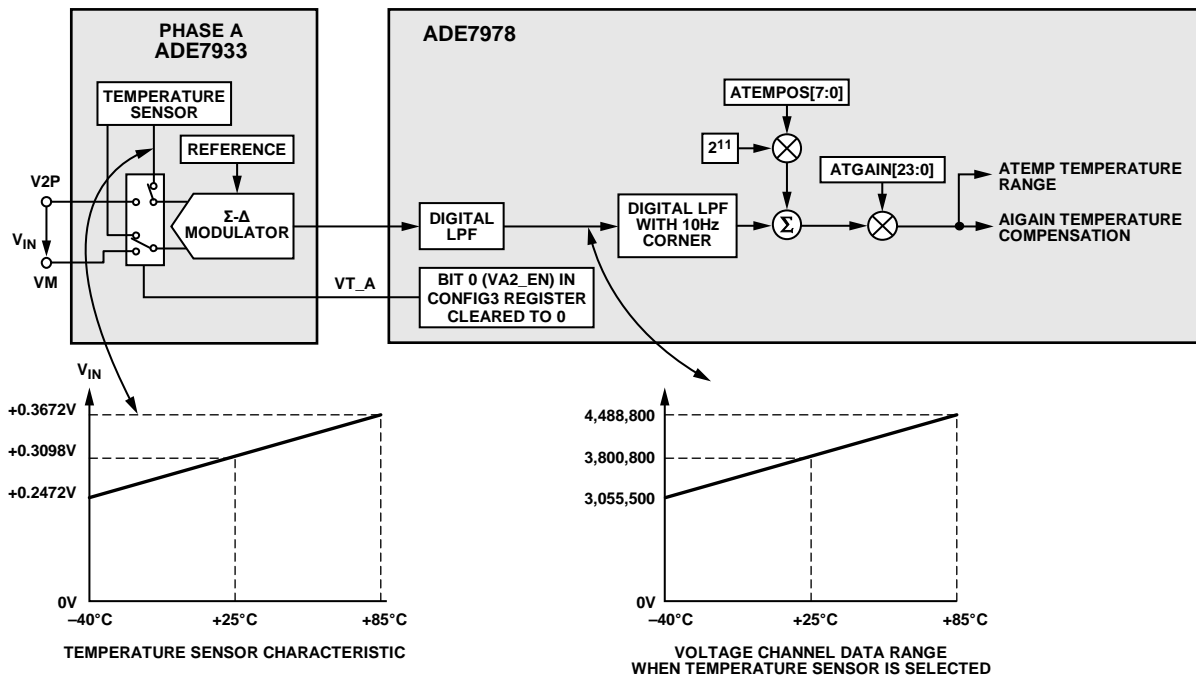 PHASE A
ADE7933
TEMPERATURE
SENSOR
REFERENCE
V2P
VIN
VM
Σ-Δ
MODULATOR
VT_A
ADE7978
DIGITAL
LPF
BIT 0 (VA2_EN) IN
CONFIG3 REGISTER
CLEARED TO 0
DIGITAL LPF
WITH 10Hz
CORNER
ATEMPOS[7:0]
2¹¹
Σ
ATGAIN[23:0]
ATEMP TEMPERATURE
RANGE
AIGAIN TEMPERATURE
COMPENSATION
VIN
+0.3672V
+0.3098V
+0.2472V
0V
–40°C
+25°C
+85°C
TEMPERATURE SENSOR CHARACTERISTIC
4,488,800
3,800,800
3,055,500
0V
–40°C
+25°C
+85°C
VOLTAGE CHANNEL DATA RANGE
WHEN TEMPERATURE SENSOR IS SELECTED